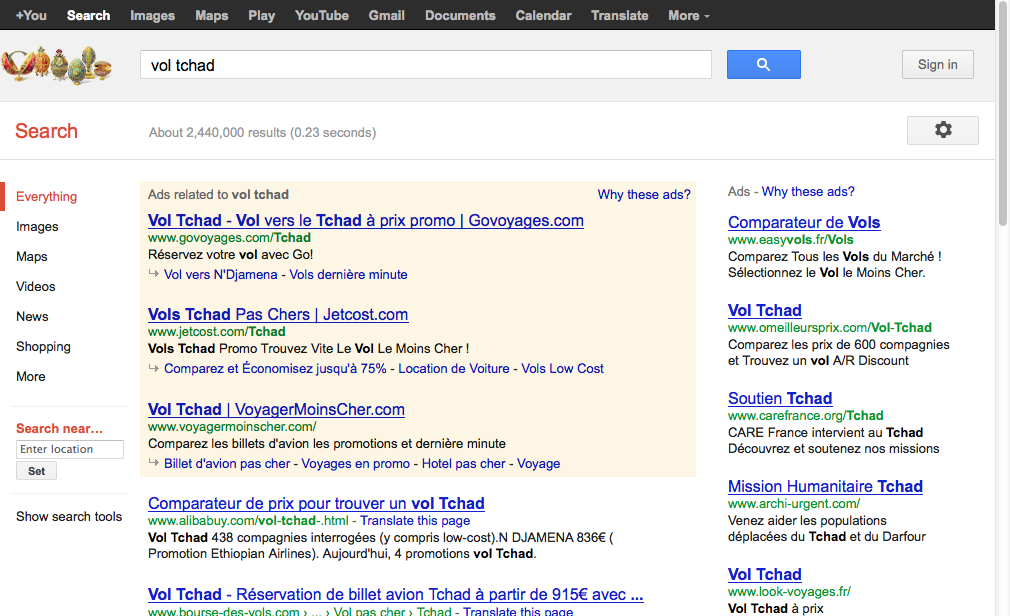 +You Search Images Maps Play YouTube Gmail Documents Calendar Translate More
vol tchad
Sign in
Search
About 2,440,000 results (0.23 seconds)
Everything
Images
Maps
Videos
News
Shopping
More
Search near...
Enter location
Set
Show search tools
Ads related to vol tchad
Why these ads?
Vol Tchad - Vol vers le Tchad à prix promo | Govoyages.com
www.govoyages.com/Tchad
Réservez votre vol avec Go!
Vol vers N'Djamena - Vols dernière minute
Vols Tchad Pas Chers | Jetcost.com
www.jetcost.com/Tchad
Vols Tchad Promo Trouvez Vite Le Vol Le Moins Cher !
Comparez et Économisez jusqu'à 75% - Location de Voiture - Vols Low Cost
Vol Tchad | VoyagerMoinsCher.com
www.voyagermoinscher.com/
Comparez les billets d'avion les promotions et dernière minute
Billet d'avion pas cher - Voyages en promo - Hotel pas cher - Voyage
Comparateur de prix pour trouver un vol Tchad
www.alibabuy.com/vol-tchad-.html - Translate this page
Vol Tchad 438 compagnies interrogées (y compris low-cost).N DJAMENA 836€ (
Promotion Ethiopian Airlines). Aujourd'hui, 4 promotions vol Tchad.
Vol Tchad - Réservation de billet avion Tchad à partir de 915€ avec ...
www.bourse-des-vols.com › ... › Vol pas cher › Tchad - Translate this page
Ads - Why these ads?
Comparateur de Vols
www.easyvols.fr/Vols
Comparez Tous les Vols du Marché !
Sélectionnez le Vol le Moins Cher.
Vol Tchad
www.omeilleursprix.com/Vol-Tchad
Comparez les prix de 600 compagnies
et Trouvez un vol A/R Discount
Soutien Tchad
www.carefrance.org/Tchad
CARE France intervient au Tchad
Découvrez et soutenez nos missions
Mission Humanitaire Tchad
www.archi-urgent.com/
Venez aider les populations
déplacées du Tchad et du Darfour
Vol Tchad
www.look-voyages.fr/
Vol Tchad à prix